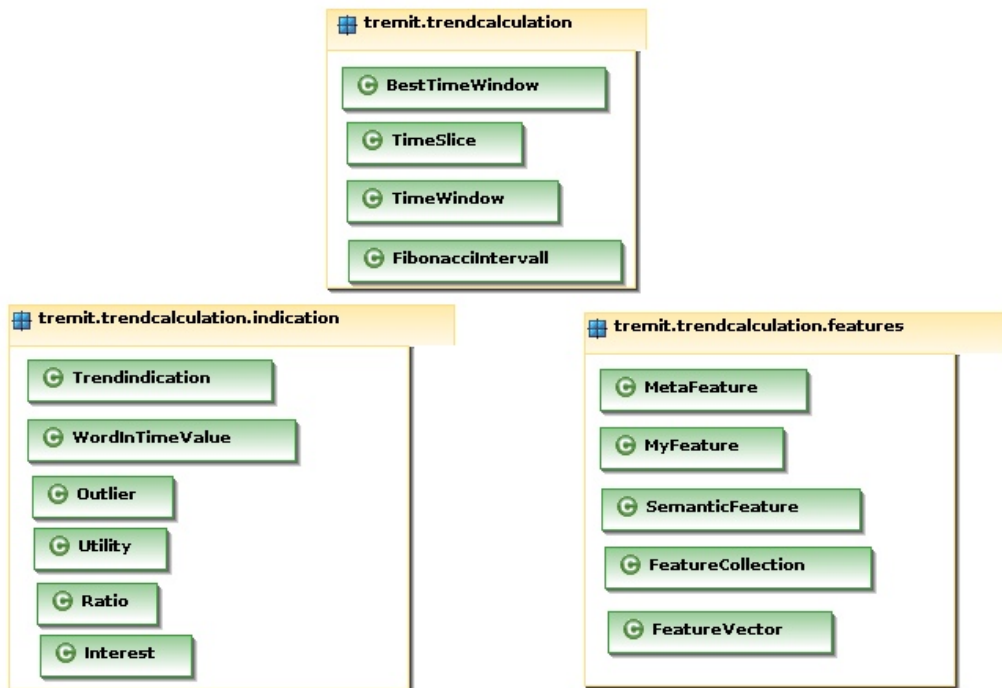 tremit.trendcalculation
C BestTimeWindow
C TimeSlice
C TimeWindow
C FibonacciIntervall
tremit.trendcalculation.indication
C Trendindication
C WordInTimeValue
C Outlier
C Utility
C Ratio
C Interest
tremit.trendcalculation.features
C MetaFeature
C MyFeature
C SemanticFeature
C FeatureCollection
C FeatureVector